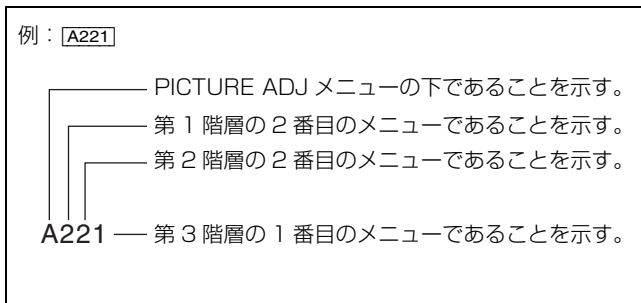 例：A221
PICTURE ADJ メニューの下であることを示す。
第 1 階層の 2 番目のメニューであることを示す。
第 2 階層の 2 番目のメニューであることを示す。
A221 第 3 階層の 1 番目のメニューであることを示す。